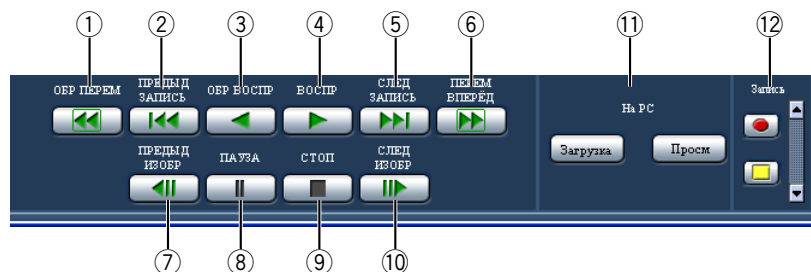 ① ② ③ ④ ⑤ ⑥ ⑪ ⑫
ОБР ПЕРЕМ
ПРЕДЫД
ЗАПИСЬ
ОБР ВОСПР
ВОСПР
СЛЕД
ЗАПИСЬ
ПЕРЕМ
ВПЕРЁД
ПРЕДЫД
ИЗОБР
ПАУЗА
СТОП
СЛЕД
ИЗОБР
На PC
Загрузка
Просм
Запись
⑦ ⑧ ⑨ ⑩